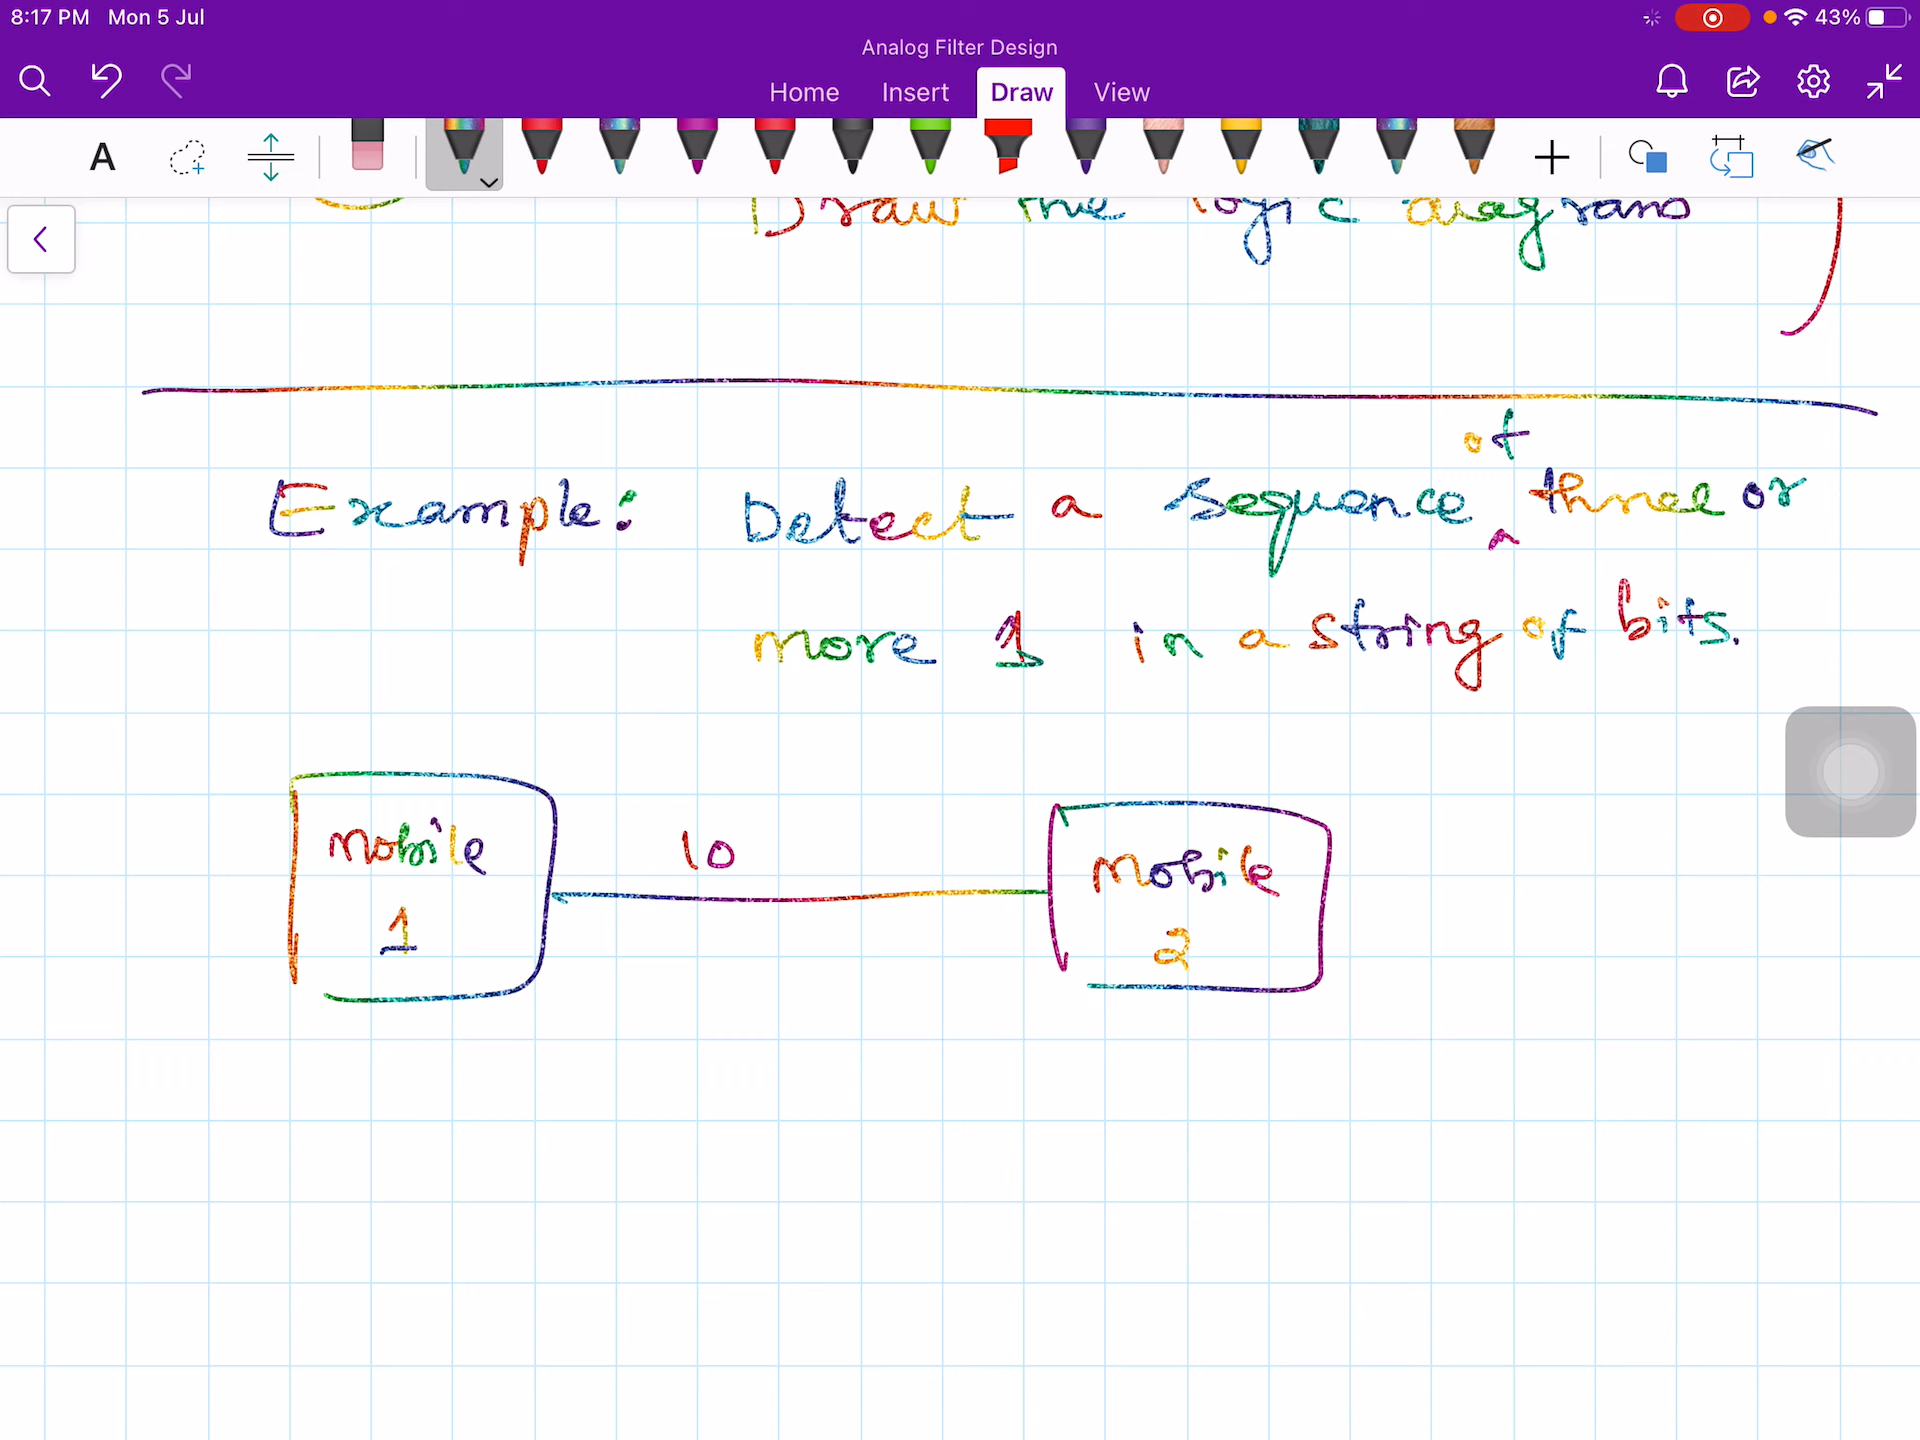 8:17 PM Mon 5 Jul
43%
Analog Filter Design
Home Insert Draw View
A
Draw the logic diagram
of
Example: Detect a sequence ^ three or
more 1 in a string of bits.
Mobile
1
10
Mobile
2